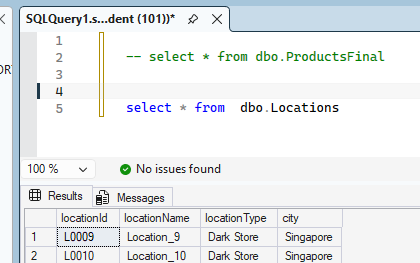 SQLQuery1.s...dent (101))*
1
2 -- select * from dbo.ProductsFinal
3
4
5 select * from  dbo.Locations
100 %
No issues found
Results Messages
locationId locationName locationType city
1 L0009 Location_9 Dark Store Singapore
2 L0010 Location_10 Dark Store Singapore